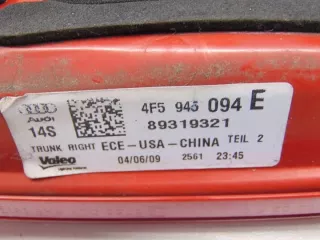 Audi
4F5 945 094 E
14S
89319321
TRUNK RIGHT ECE-USA-CHINA TEIL 2
Valeo 04/06/09 2561 23:45